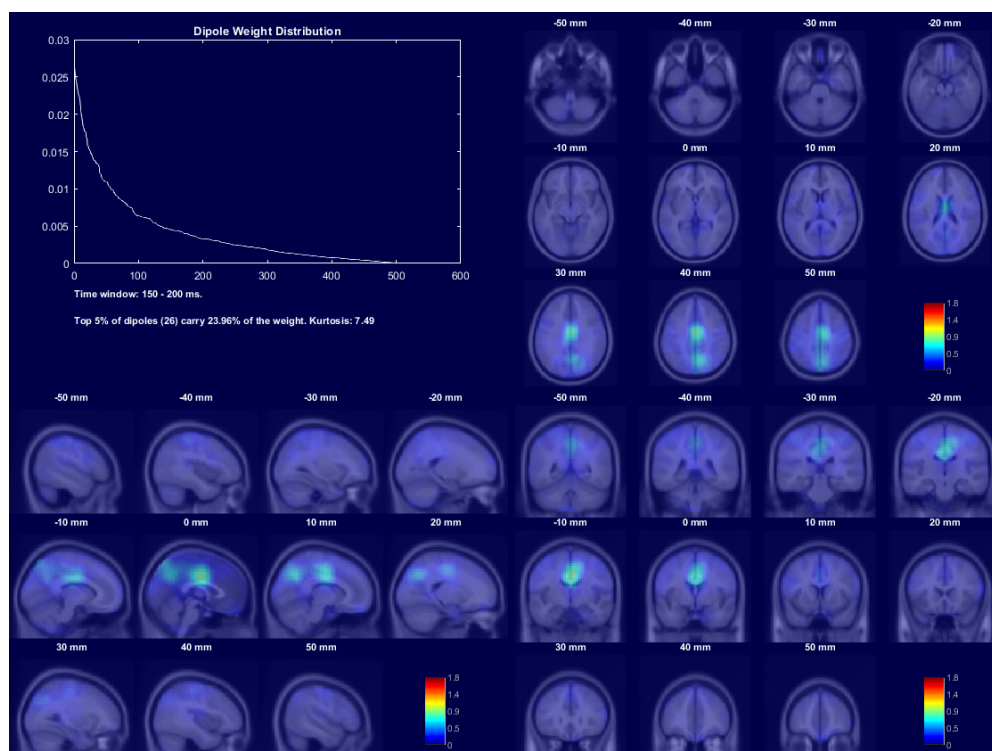 Dipole Weight Distribution
0.03
0.025
0.02
0.015
0.01
0.005
0
0 100 200 300 400 500 600
Time window: 150 - 200 ms.
Top 5% of dipoles (26) carry 23.96% of the weight. Kurtosis: 7.49
-50 mm -40 mm -30 mm -20 mm
-10 mm 0 mm 10 mm 20 mm
30 mm 40 mm 50 mm
1.8
1.4
0.9
0.5
0
-50 mm -40 mm -30 mm -20 mm
-10 mm 0 mm 10 mm 20 mm
30 mm 40 mm 50 mm
1.8
1.4
0.9
0.5
0
-50 mm -40 mm -30 mm -20 mm
-10 mm 0 mm 10 mm 20 mm
30 mm 40 mm 50 mm
1.8
1.4
0.9
0.5
0